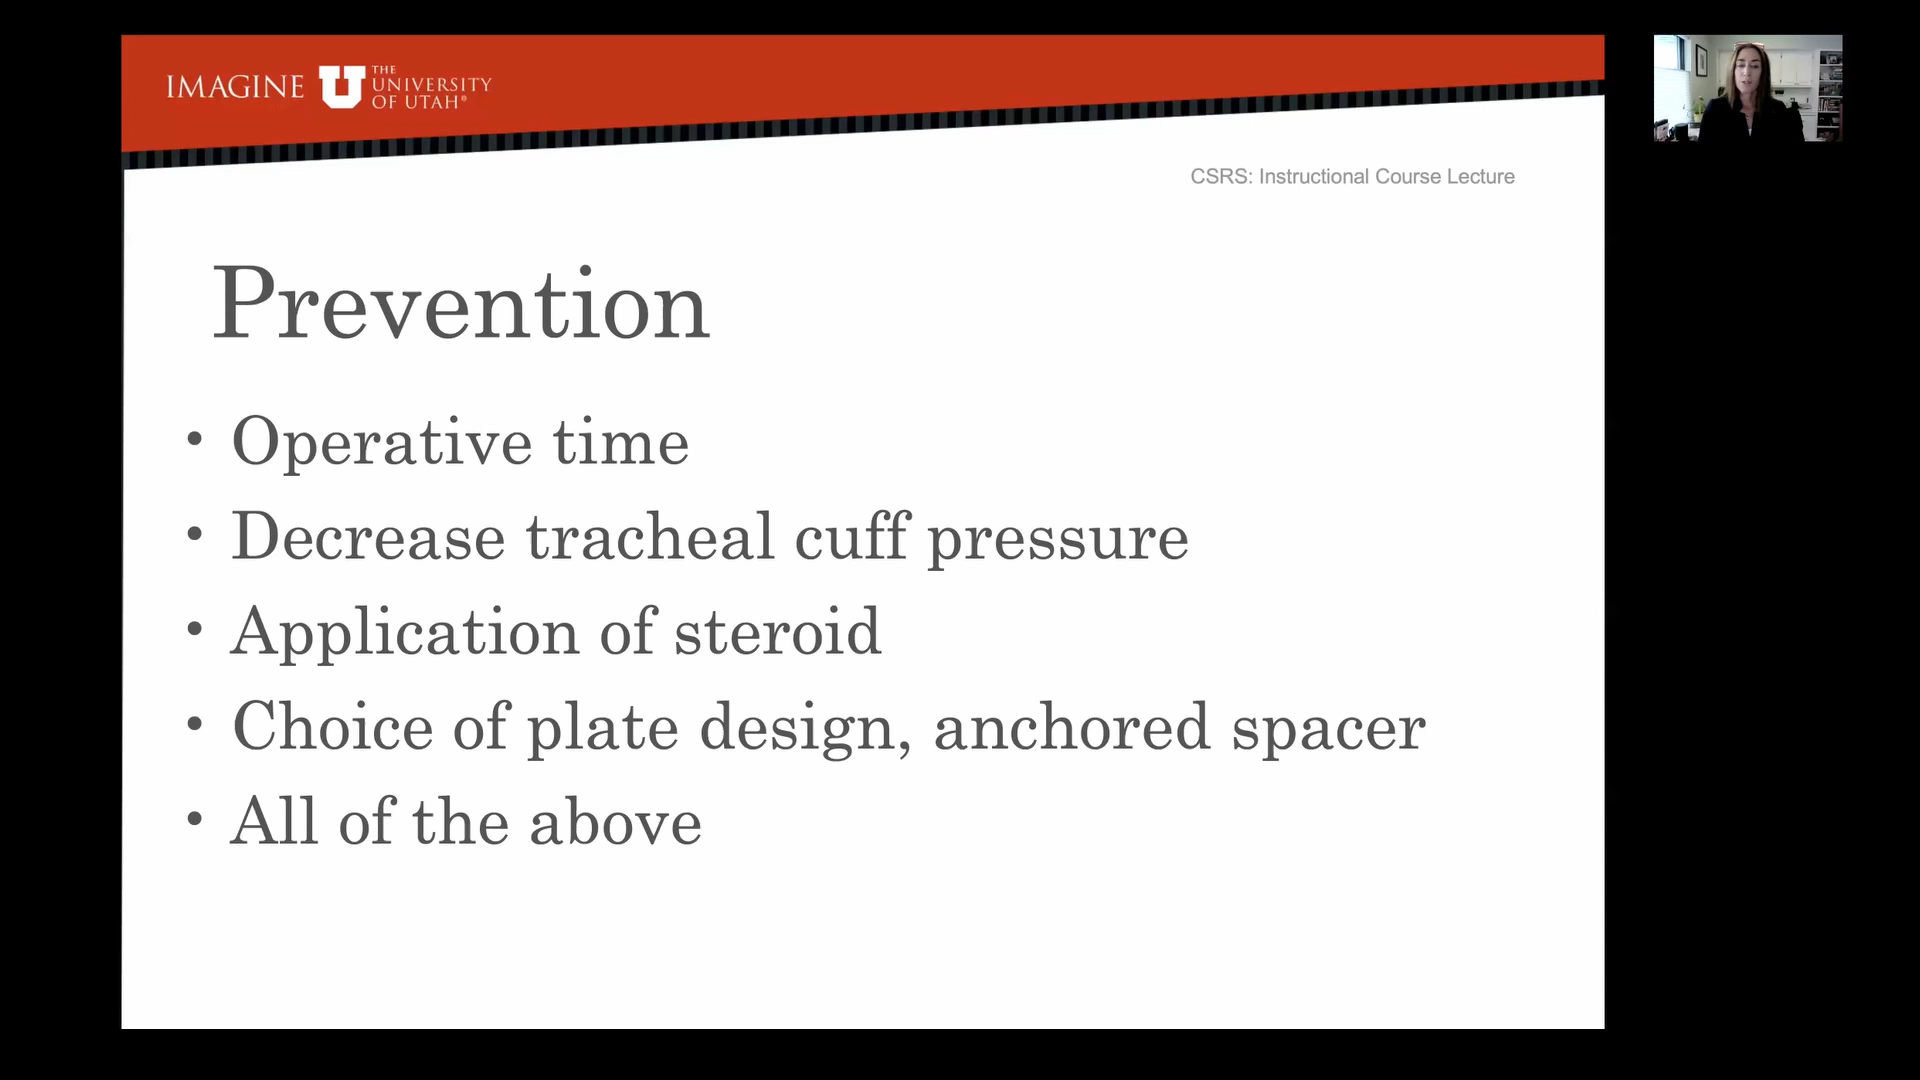 IMAGINE
THE
UNIVERSITY
OF UTAH®
CSRS: Instructional Course Lecture
Prevention
• Operative time
• Decrease tracheal cuff pressure
• Application of steroid
• Choice of plate design, anchored spacer
• All of the above